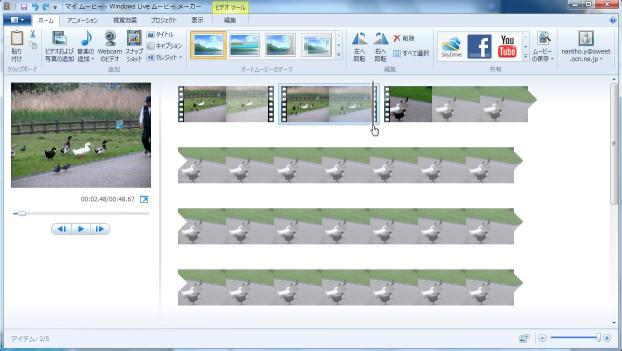 マイ ムービー - Windows Live ムービー メーカー
ビデオ ツール
ホーム
アニメーション
視覚効果
プロジェクト
表示
編集
貼り付け
クリップボード
ビデオおよび写真の追加
音楽の追加
Webcam のビデオ
スナップショット
タイトル
キャプション
クレジット
追加
オートムービーのテーマ
左へ回転
右へ回転
削除
すべて選択
編集
SkyDrive
f
You Tube
共有
ムービーの保存
nantho.y@sweet.ocn.ne.jp
00:02.48/00:48.67
アイテム: 2/5